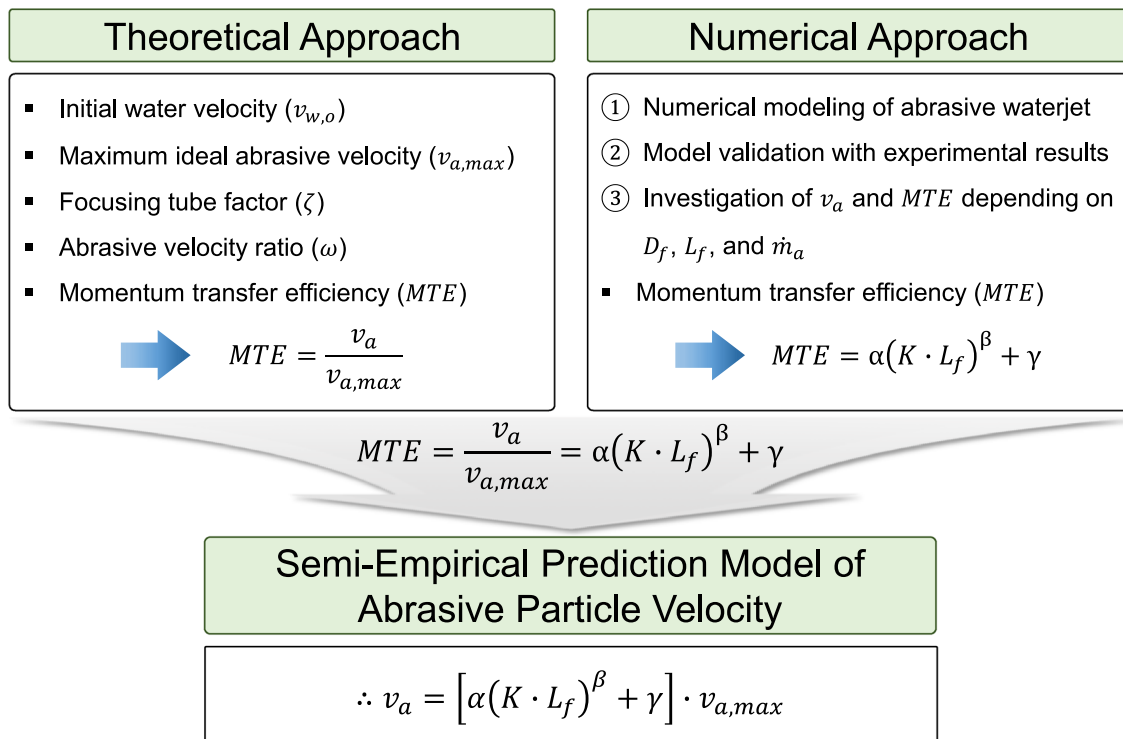 Theoretical Approach
▪ Initial water velocity (v_{w,o})
▪ Maximum ideal abrasive velocity (v_{a,max})
▪ Focusing tube factor (ζ)
▪ Abrasive velocity ratio (ω)
▪ Momentum transfer efficiency (MTE)
MTE = \frac{v_a}{v_{a,max}}
Numerical Approach
① Numerical modeling of abrasive waterjet
② Model validation with experimental results
③ Investigation of v_a and MTE depending on
D_f, L_f, and ṁ_a
▪ Momentum transfer efficiency (MTE)
MTE = α(K · L_f)^β + γ
MTE = \frac{v_a}{v_{a,max}} = α(K · L_f)^β + γ
Semi-Empirical Prediction Model of
Abrasive Particle Velocity
∴ v_a = [α(K · L_f)^β + γ] · v_{a,max}